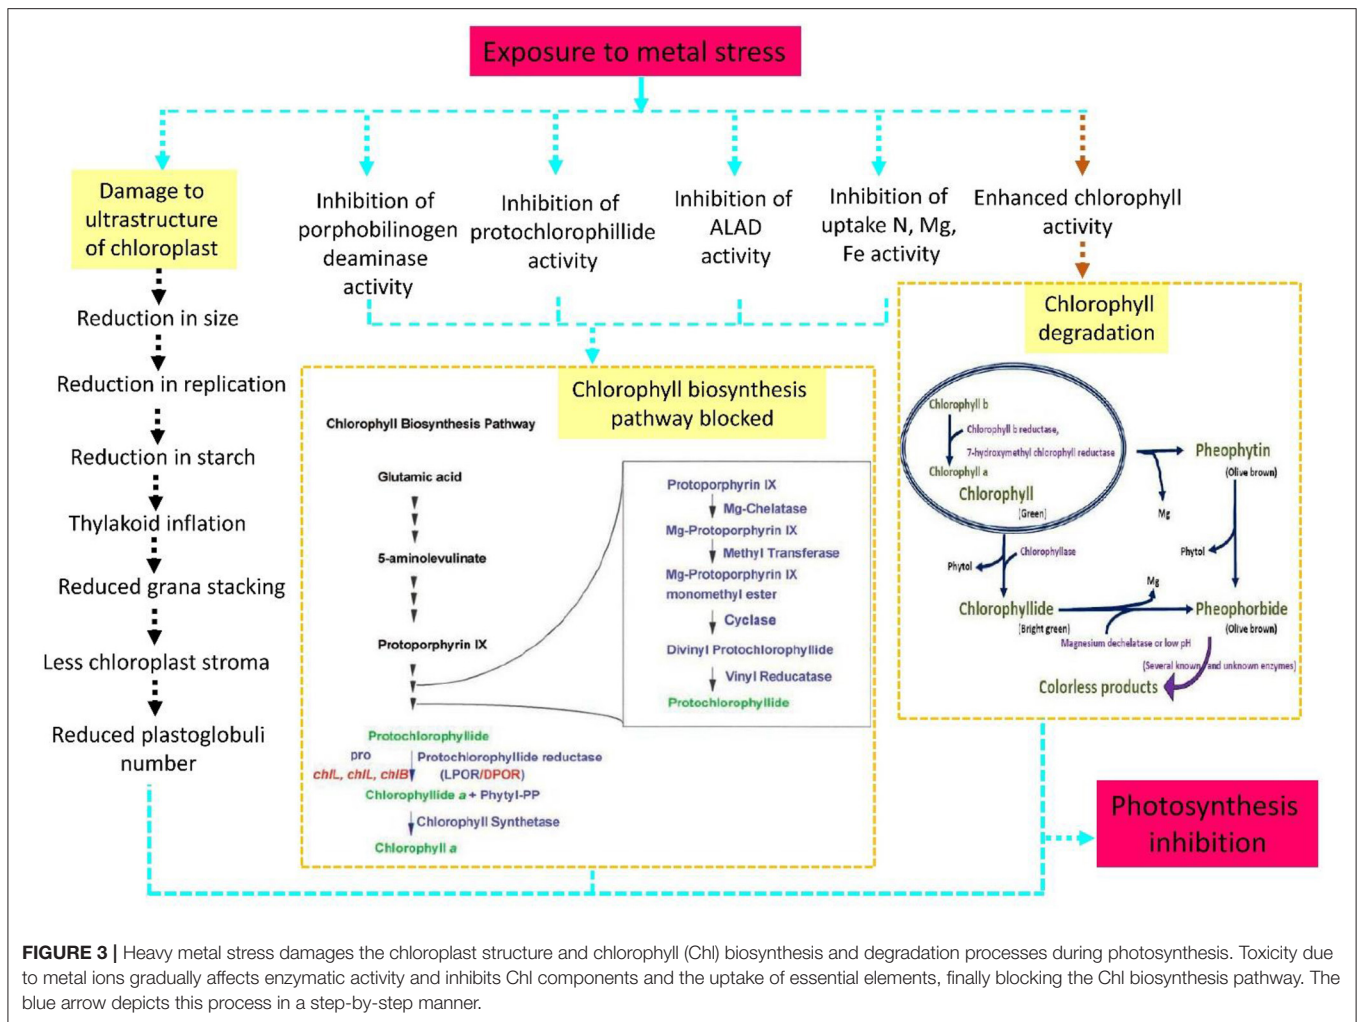 Exposure to metal stress
Damage to
ultrastructure
of chloroplast
Reduction in size
Reduction in replication
Reduction in starch
Thylakoid inflation
Reduced grana stacking
Less chloroplast stroma
Reduced plastoglobuli
number
Inhibition of
porphobilinogen
deaminase
activity
Inhibition of
protochlorophillide
activity
Inhibition of
ALAD
activity
Inhibition of
uptake N, Mg,
Fe activity
Enhanced chlorophyll
activity
Chlorophyll biosynthesis
pathway blocked
Chlorophyll Biosynthesis Pathway
Glutamic acid
5-aminolevulinate
Protoporphyrin IX
Protochlorophyllide
pro
chlL, chlL, chlB
Protochlorophyllide reductase
(LPOR/DPOR)
Chlorophyllide a + Phytyl-PP
Chlorophyll Synthetase
Chlorophyll a
Protoporphyrin IX
Mg-Chelatase
Mg-Protoporphyrin IX
Methyl Transferase
Mg-Protoporphyrin IX
monomethyl ester
Cyclase
Divinyl Protochlorophyllide
Vinyl Reducatase
Protochlorophyllide
Chlorophyll
degradation
Chlorophyll b
Chlorophyll b reductase,
7-hydroxymethyl chlorophyll reductase
Chlorophyll a
Chlorophyll
(Green)
Pheophytin
(Olive brown)
Mg
Phytol
Chlorophyllase
Phytol
Mg
Chlorophyllide
(Bright green)
Pheophorbide
(Olive brown)
Magnesium dechelatase or low pH
(Several known and unknown enzymes)
Colorless products
Photosynthesis
inhibition
FIGURE 3 | Heavy metal stress damages the chloroplast structure and chlorophyll (Chl) biosynthesis and degradation processes during photosynthesis. Toxicity due
to metal ions gradually affects enzymatic activity and inhibits Chl components and the uptake of essential elements, finally blocking the Chl biosynthesis pathway. The
blue arrow depicts this process in a step-by-step manner.